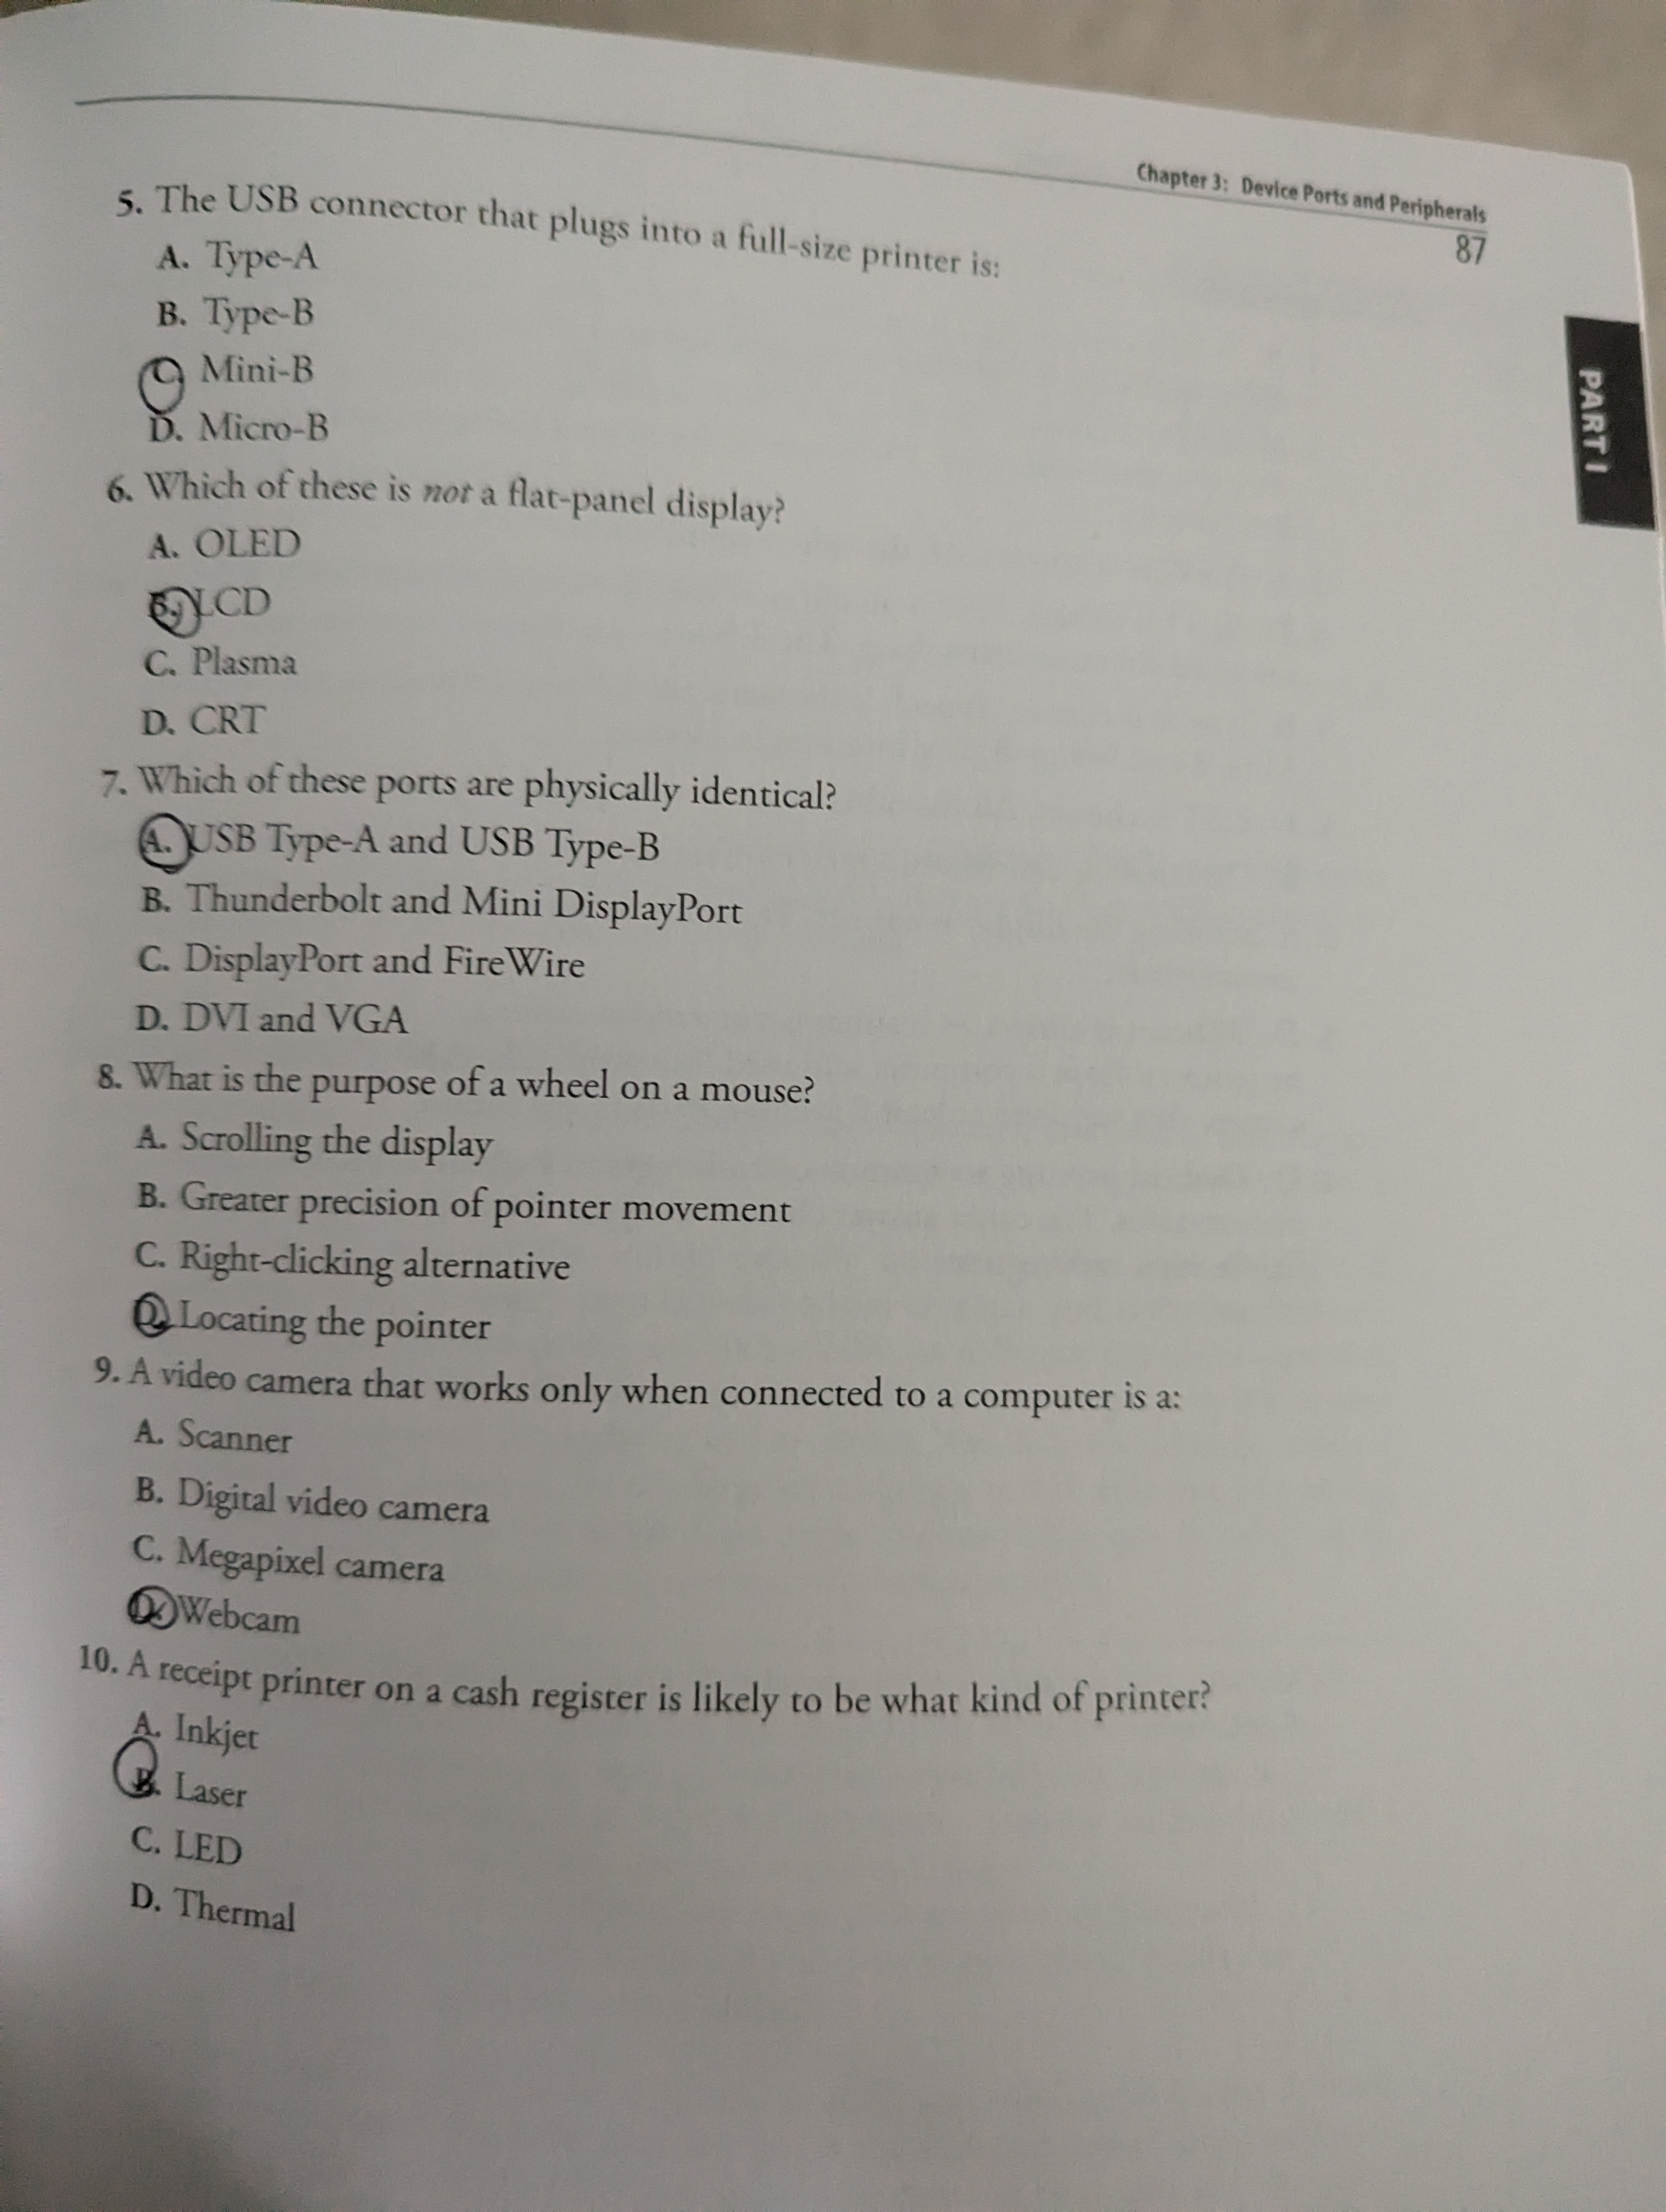 Chapter 3: Device Ports and Peripherals
87
PART I
5. The USB connector that plugs into a full-size printer is:
A. Type-A
B. Type-B
C. Mini-B
D. Micro-B
6. Which of these is not a flat-panel display?
A. OLED
B. LCD
C. Plasma
D. CRT
7. Which of these ports are physically identical?
A. USB Type-A and USB Type-B
B. Thunderbolt and Mini DisplayPort
C. DisplayPort and FireWire
D. DVI and VGA
8. What is the purpose of a wheel on a mouse?
A. Scrolling the display
B. Greater precision of pointer movement
C. Right-clicking alternative
D. Locating the pointer
9. A video camera that works only when connected to a computer is a:
A. Scanner
B. Digital video camera
C. Megapixel camera
D. Webcam
10. A receipt printer on a cash register is likely to be what kind of printer?
A. Inkjet
B. Laser
C. LED
D. Thermal